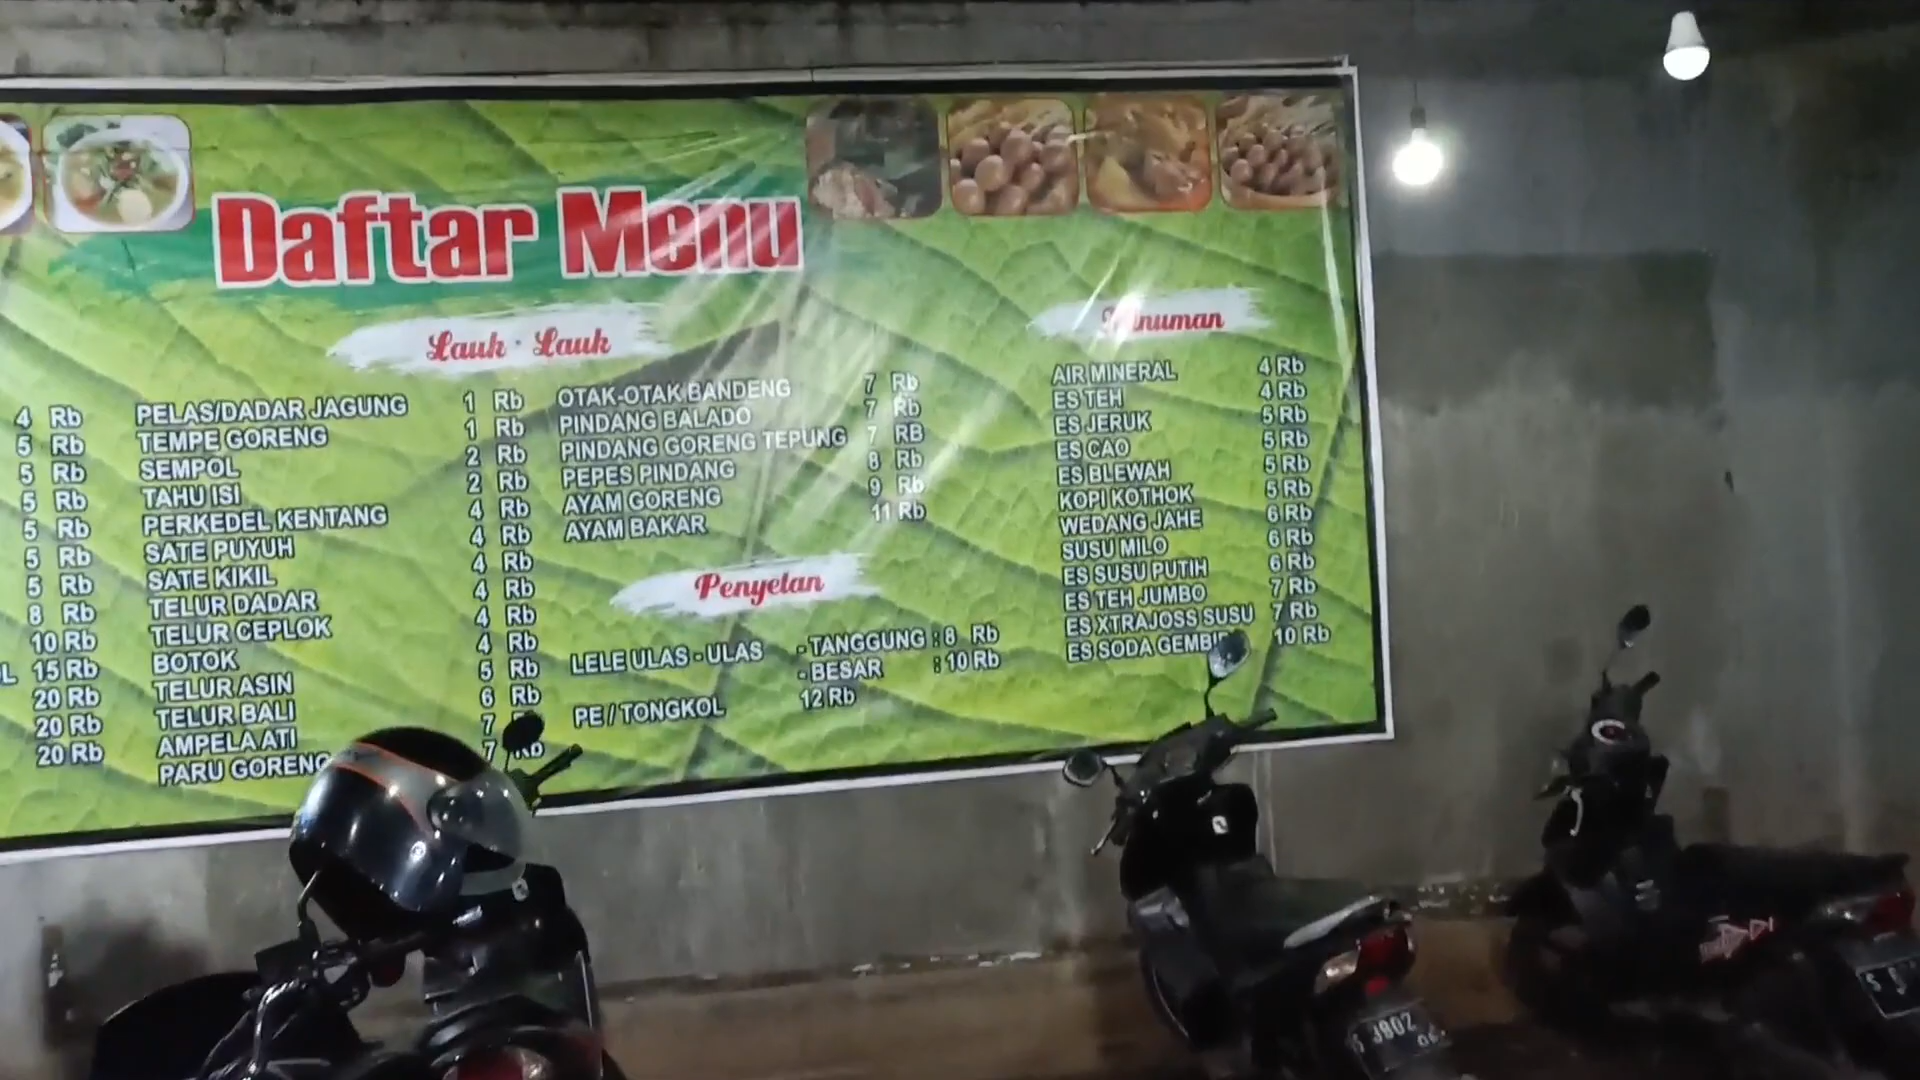 Daftar Menu
Lauk - Lauk
4 Rb
5 Rb
5 Rb
5 Rb
5 Rb
5 Rb
5 Rb
8 Rb
10 Rb
15 Rb
20 Rb
20 Rb
20 Rb
PELAS/DADAR JAGUNG 1 Rb
TEMPE GORENG 1 Rb
SEMPOL 2 Rb
TAHU ISI 2 Rb
PERKEDEL KENTANG 4 Rb
SATE PUYUH 4 Rb
SATE KIKIL 4 Rb
TELUR DADAR 4 Rb
TELUR CEPLOK 4 Rb
BOTOK 4 Rb
TELUR ASIN 5 Rb
TELUR BALI 6 Rb
AMPELA ATI 7
PARU GORENG 7 Rb
OTAK-OTAK BANDENG 7 Rb
PINDANG BALADO 7 Rb
PINDANG GORENG TEPUNG 7 RB
PEPES PINDANG 8 Rb
AYAM GORENG 9 Rb
AYAM BAKAR 11 Rb
Penyetan
LELE ULAS - ULAS - TANGGUNG : 8 Rb
- BESAR : 10 Rb
PE / TONGKOL 12 Rb
AIR MINERAL 4 Rb
ES TEH 4 Rb
ES JERUK 5 Rb
ES CAO 5 Rb
ES BLEWAH 5 Rb
KOPI KOTHOK 5 Rb
WEDANG JAHE 6 Rb
SUSU MILO 6 Rb
ES SUSU PUTIH 6 Rb
ES TEH JUMBO 7 Rb
ES XTRAJOSS SUSU 7 Rb
ES SODA 10 Rb